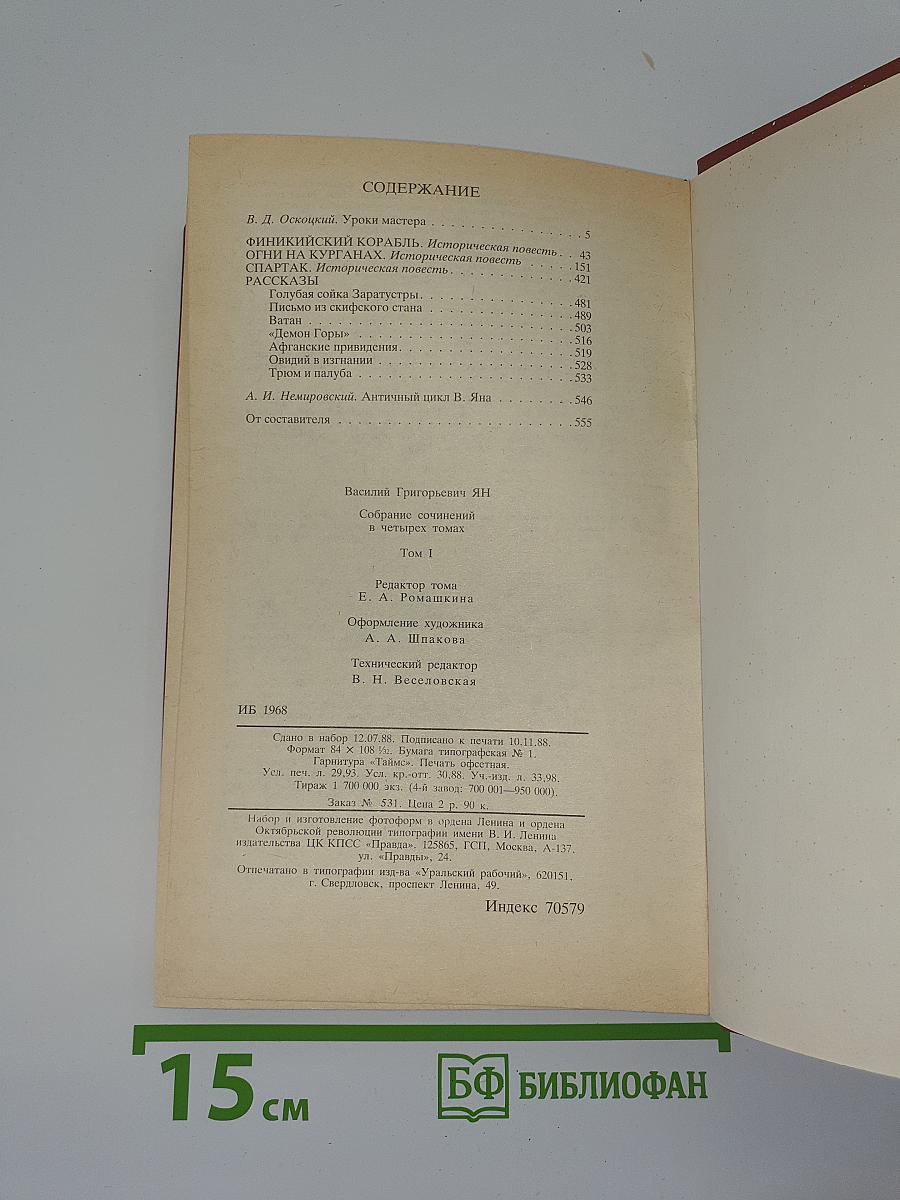 СОДЕРЖАНИЕ
В. Д. Оскоцкий. Уроки мастера . . . . . . . . . . . . . . . 5
ФИНИКИЙСКИЙ КОРАБЛЬ. Историческая повесть . . 43
ОГНИ НА КУРГАНАХ. Историческая повесть . . . . . 151
СПАРТАК. Историческая повесть . . . . . . . . . . . 421
РАССКАЗЫ
Голубая сойка Заратустры . . . . . . . . . . . . . . 481
Письмо из скифского стана . . . . . . . . . . . . . 489
Ватан . . . . . . . . . . . . . . . . . . . . . . . . 503
«Демон Горы» . . . . . . . . . . . . . . . . . . . . 516
Афганские привидения . . . . . . . . . . . . . . . . 519
Овидий в изгнании . . . . . . . . . . . . . . . . . . 528
Трюм и палуба . . . . . . . . . . . . . . . . . . . . 533
А. И. Немировский. Античный цикл В. Яна . . . . . . . . 546
От составителя . . . . . . . . . . . . . . . . . . . . . . 555
Василий Григорьевич ЯН
Собрание сочинений
в четырех томах
Том I
Редактор тома
Е. А. Ромашкина
Оформление художника
А. А. Шпакова
Технический редактор
В. Н. Веселовская
ИБ 1968
Сдано в набор 12.07.88. Подписано к печати 10.11.88.
Формат 84 × 108 1/32. Бумага типографская № 1.
Гарнитура «Таймс». Печать офсетная.
Усл. печ. л. 29,93. Усл. кр.-отт. 30,88. Уч.-изд. л. 33,98.
Тираж 1 700 000 экз. (4-й завод: 700 001—950 000).
Заказ № 531. Цена 2 р. 90 к.
Набор и изготовление фотоформ в ордена Ленина и ордена
Октябрьской революции типографии имени В. И. Ленина
издательства ЦК КПСС «Правда». 125865, ГСП, Москва, А-137,
ул. «Правды», 24.
Отпечатано в типографии изд-ва «Уральский рабочий», 620151,
г. Свердловск, проспект Ленина, 49.
Индекс 70579
15 см
БФ БИБЛИОФАН